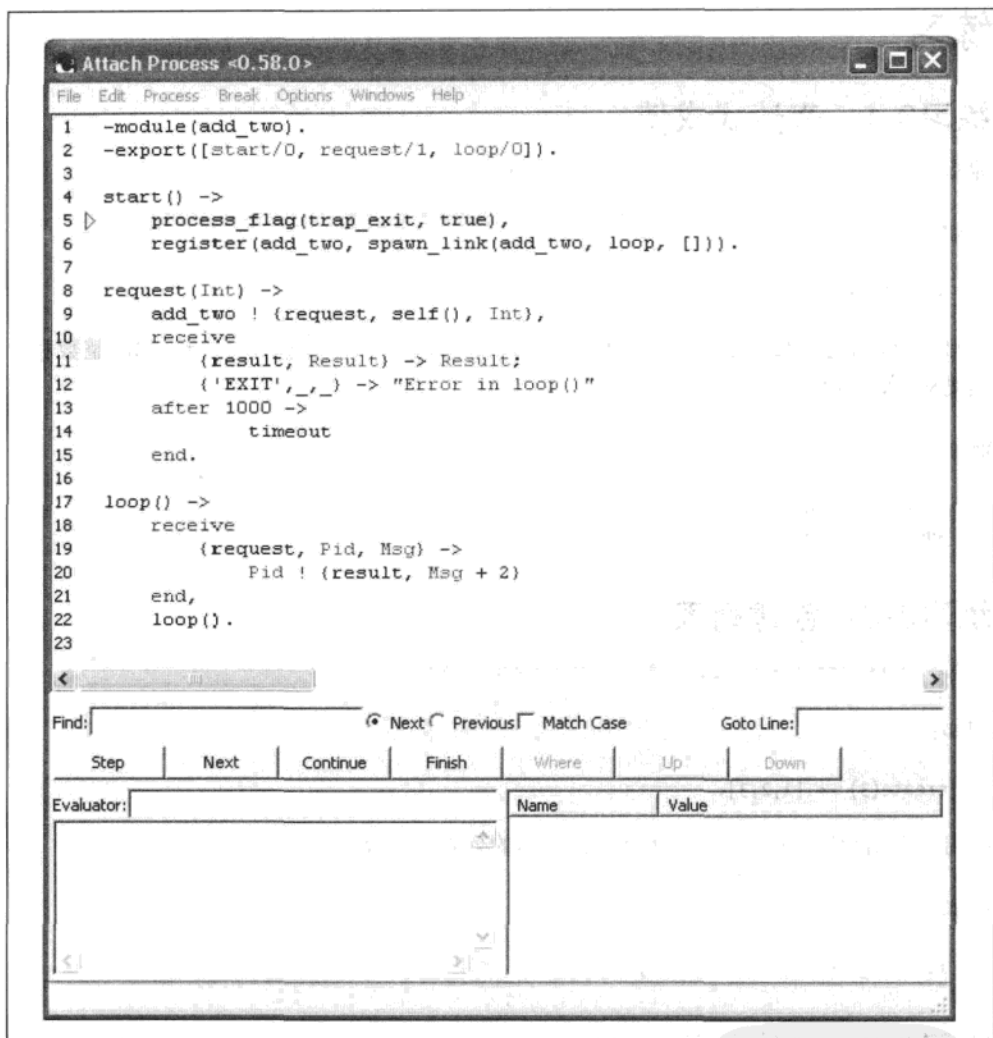 Attach Process <0.58.0>
File Edit Process Break Options Windows Help
1 -module(add_two).
2 -export([start/0, request/1, loop/0]).
3
4 start() ->
5 process_flag(trap_exit, true),
6 register(add_two, spawn_link(add_two, loop, [])).
7
8 request(Int) ->
9 add_two ! {request, self(), Int},
10 receive
11 {result, Result} -> Result;
12 {'EXIT',_,_} -> "Error in loop()"
13 after 1000 ->
14 timeout
15 end.
16
17 loop() ->
18 receive
19 {request, Pid, Msg} ->
20 Pid ! {result, Msg + 2}
21 end,
22 loop().
23
Find: Next Previous Match Case Goto Line:
Step Next Continue Finish Where Up Down
Evaluator: Name Value